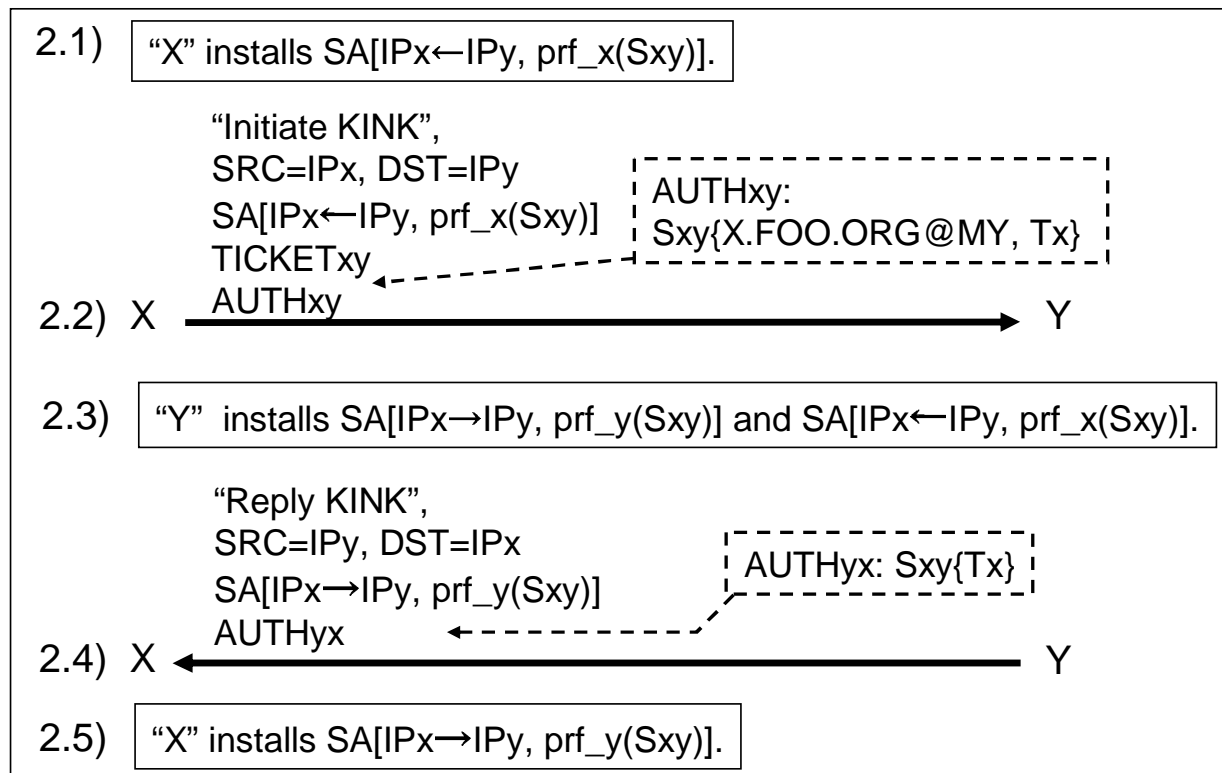 2.1) “X” installs SA[IPx←IPy, prf_x(Sxy)].
“Initiate KINK”,
SRC=IPx, DST=IPy
SA[IPx←IPy, prf_x(Sxy)]
TICKETxy
AUTHxy
AUTHxy:
Sxy{X.FOO.ORG@MY, Tx}
2.2) X Y
2.3) “Y” installs SA[IPx→IPy, prf_y(Sxy)] and SA[IPx←IPy, prf_x(Sxy)].
“Reply KINK”,
SRC=IPy, DST=IPx
SA[IPx→IPy, prf_y(Sxy)]
AUTHyx
AUTHyx: Sxy{Tx}
2.4) X Y
2.5) “X” installs SA[IPx→IPy, prf_y(Sxy)].